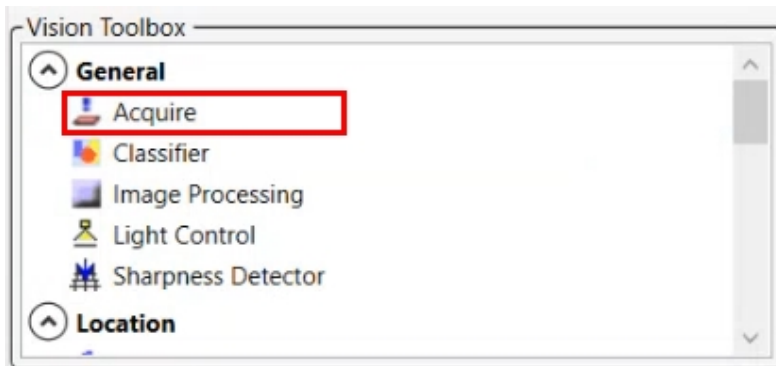 Vision Toolbox
General
Acquire
Classifier
Image Processing
Light Control
Sharpness Detector
Location